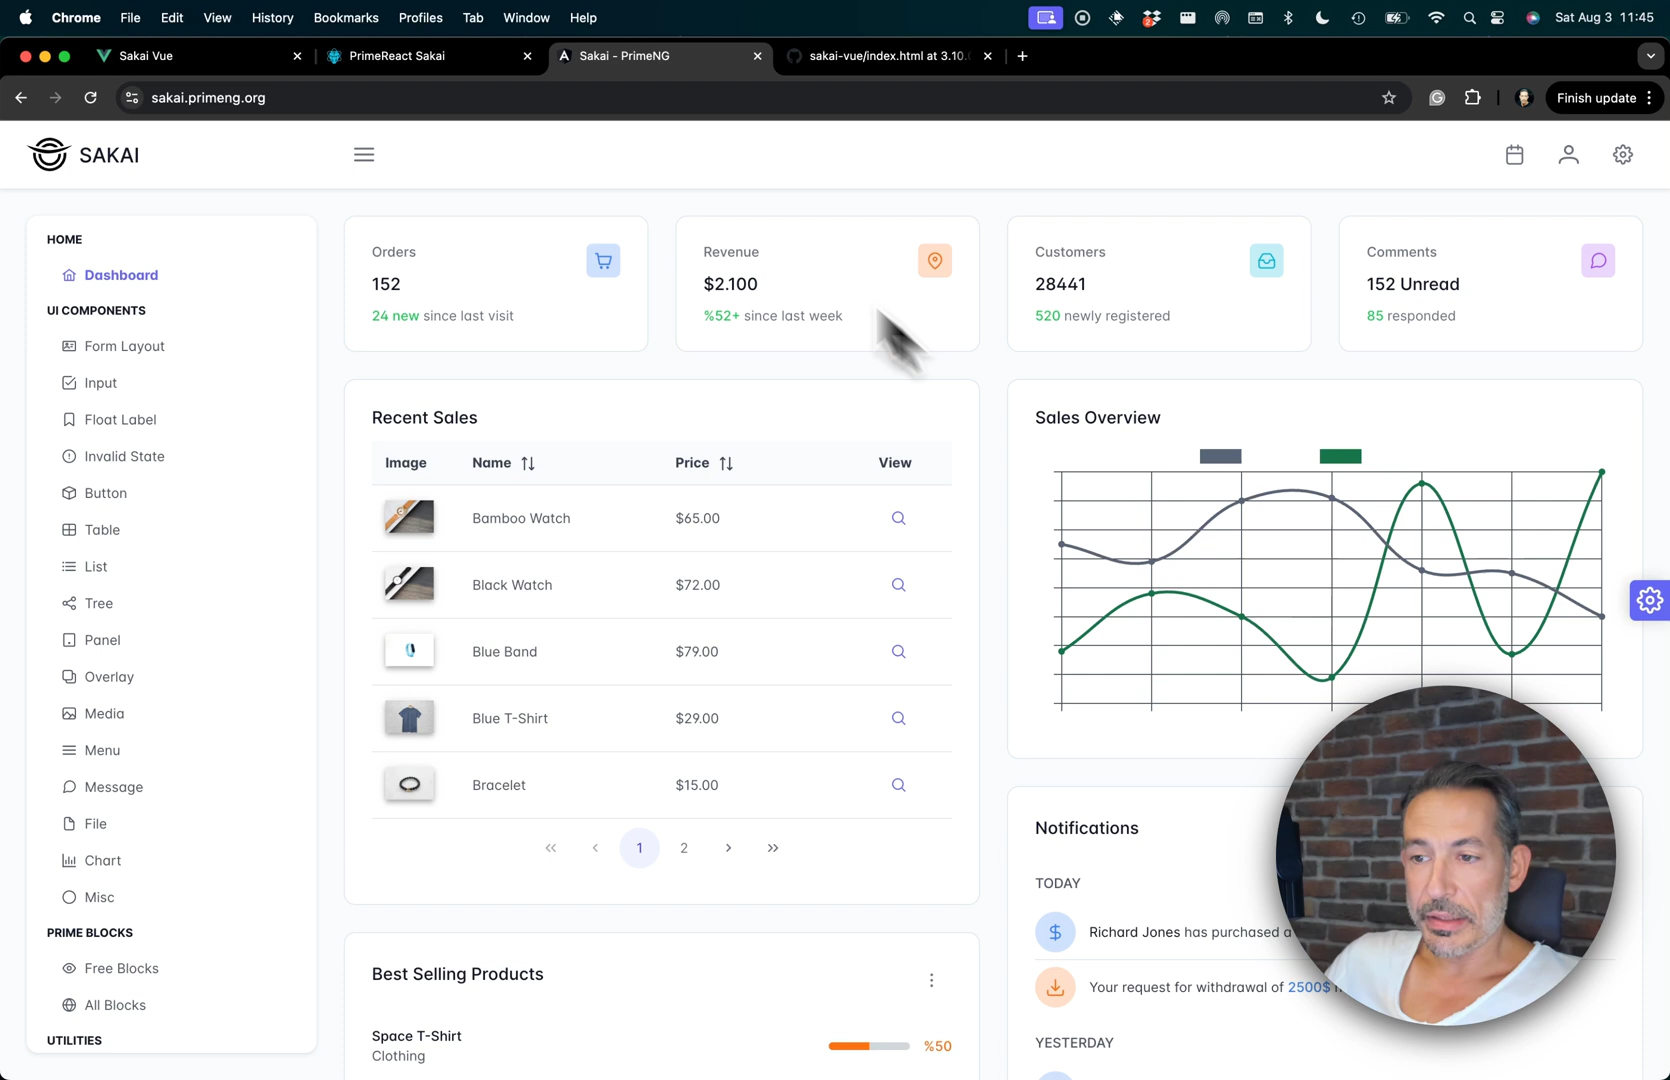 Chrome File Edit View History Bookmarks Profiles Tab Window Help
2
Sat Aug 3 11:45
Sakai Vue
PrimeReact Sakai
Sakai - PrimeNG
sakai-vue/index.html at 3.10.
sakai.primeng.org
Finish update
SAKAI
HOME
Dashboard
UI COMPONENTS
Form Layout
Input
Float Label
Invalid State
Button
Table
List
Tree
Panel
Overlay
Media
Menu
Message
File
Chart
Misc
PRIME BLOCKS
Free Blocks
All Blocks
UTILITIES
Orders
152
24 new since last visit
Revenue
$2.100
%52+ since last week
Customers
28441
520 newly registered
Comments
152 Unread
85 responded
Recent Sales
Image Name Price View
Bamboo Watch $65.00
Black Watch $72.00
Blue Band $79.00
Blue T-Shirt $29.00
Bracelet $15.00
« ‹ 1 2 › »
Best Selling Products
Space T-Shirt
Clothing
%50
Sales Overview
Notifications
TODAY
Richard Jones has purchased a
Your request for withdrawal of 2500$
YESTERDAY